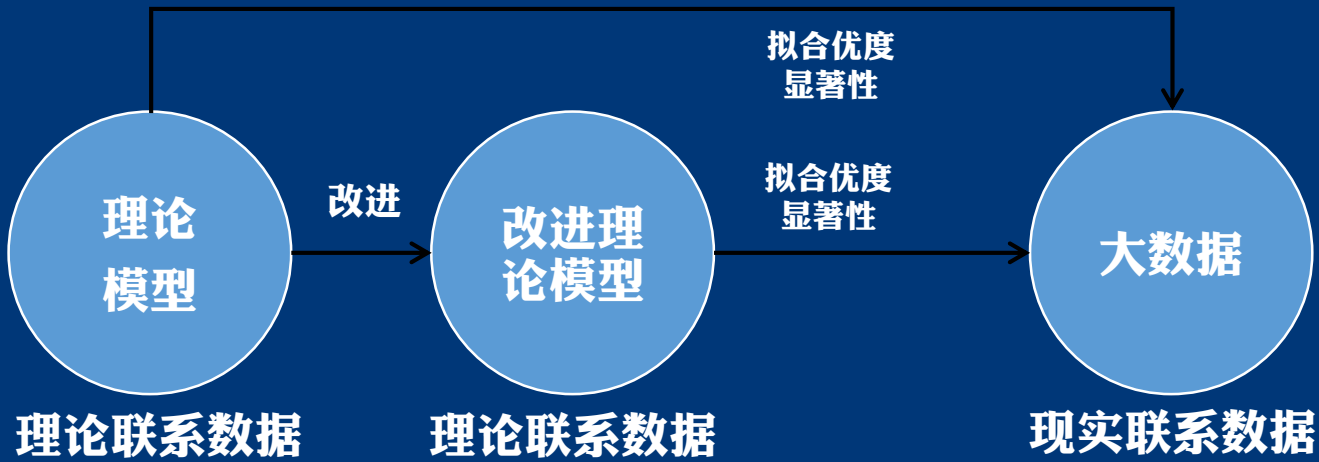 拟合优度
显著性
理论
模型
改进
改进理
论模型
拟合优度
显著性
大数据
理论联系数据
理论联系数据
现实联系数据